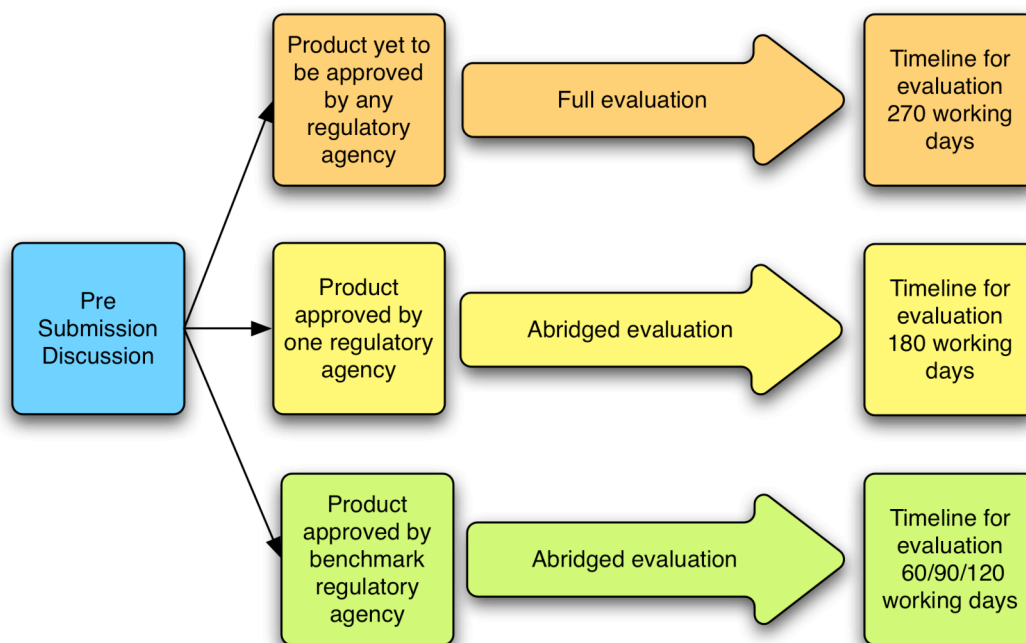 Product yet to
be approved
by any
regulatory
agency
Full evaluation
Timeline for
evaluation
270 working
days
Pre
Submission
Discussion
Product
approved by
one regulatory
agency
Abridged evaluation
Timeline for
evaluation
180 working
days
Product
approved by
benchmark
regulatory
agency
Abridged evaluation
Timeline for
evaluation
60/90/120
working days